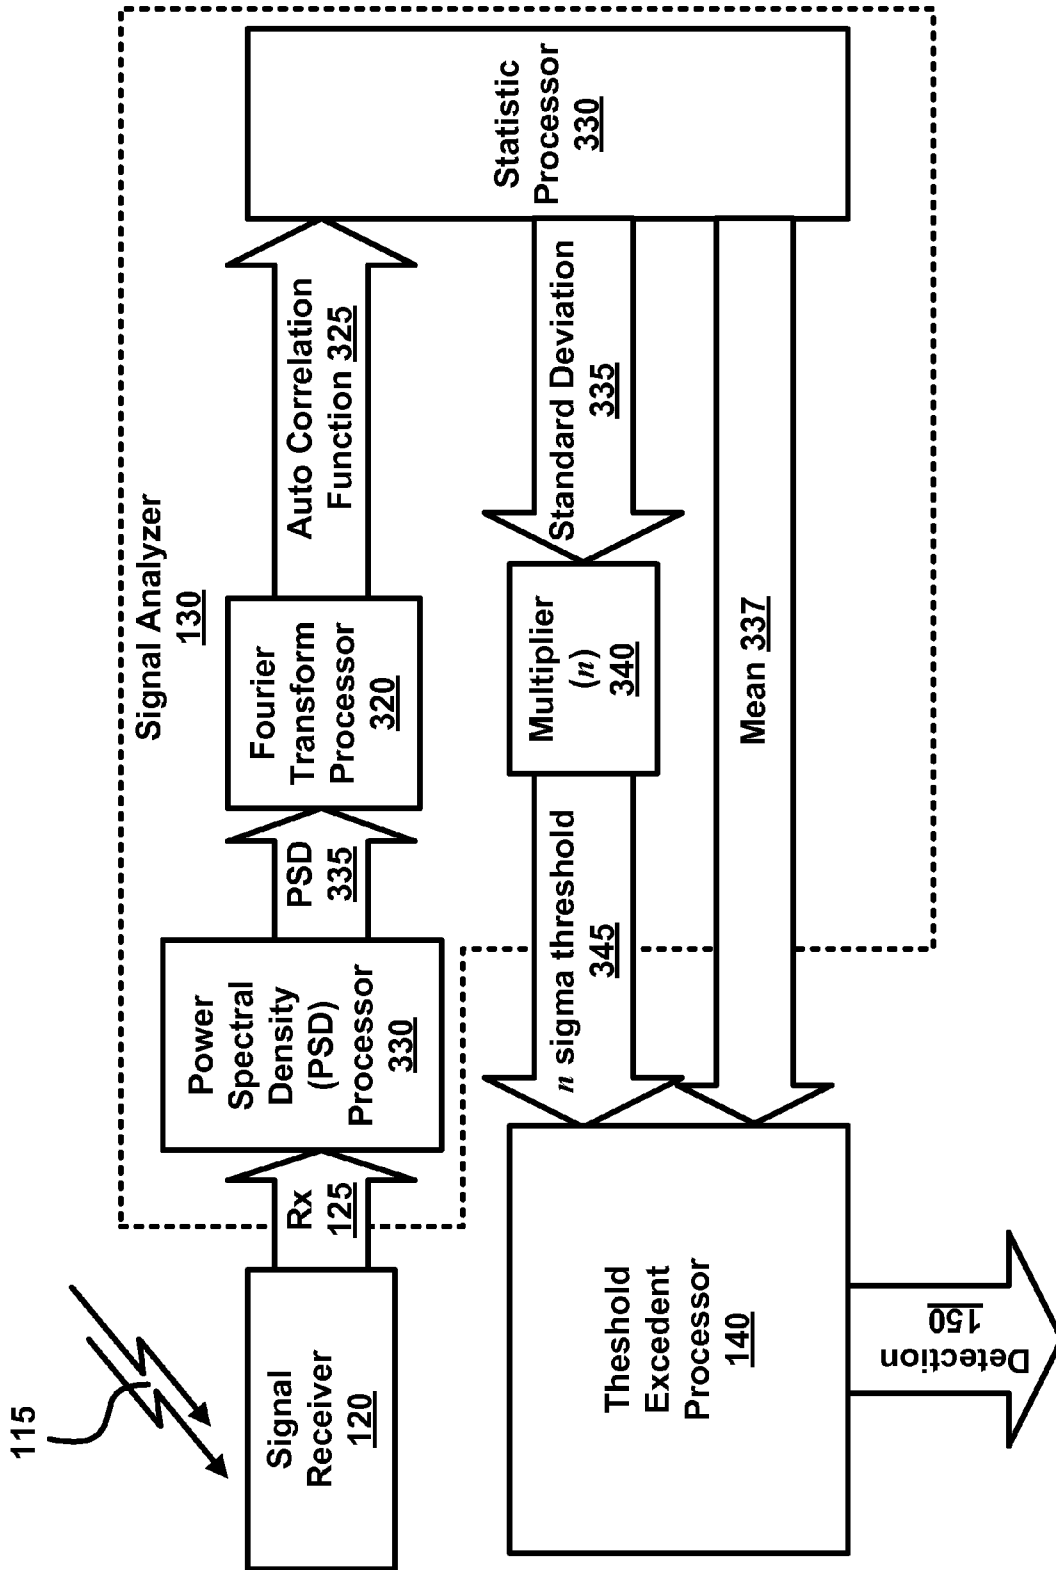 115
Signal
Receiver
120
Rx
125
Signal Analyzer
130
Power
Spectral
Density
(PSD)
Processor
330
PSD
335
Fourier
Transform
Processor
320
Auto Correlation
Function 325
Statistic
Processor
330
Standard Deviation
335
Multiplier
(n)
340
n sigma threshold
345
Mean 337
Theshold
Excedent
Processor
140
Detection
150